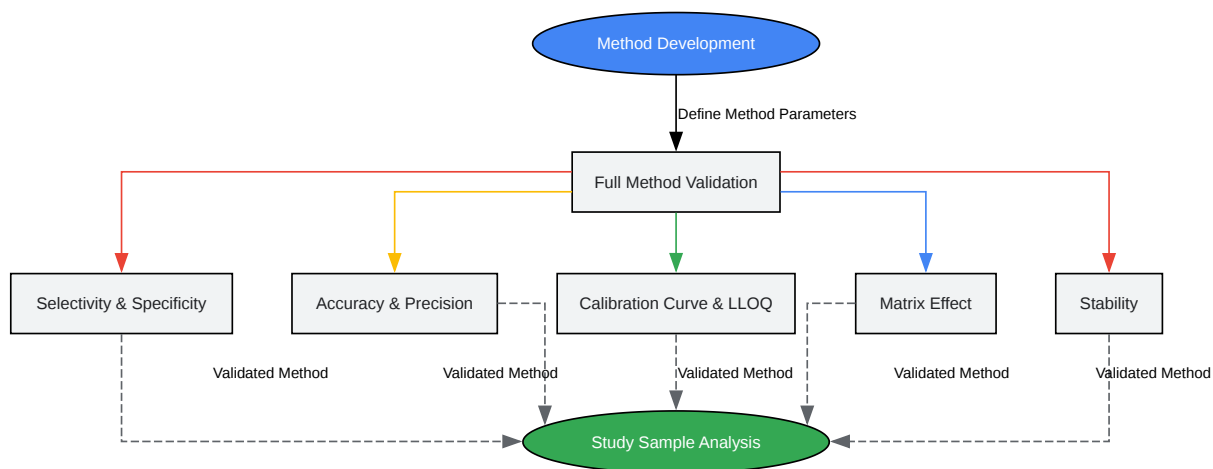 Method Development
Define Method Parameters
Full Method Validation
Selectivity & Specificity
Accuracy & Precision
Calibration Curve & LLOQ
Matrix Effect
Stability
Validated Method
Validated Method
Validated Method
Validated Method
Validated Method
Study Sample Analysis